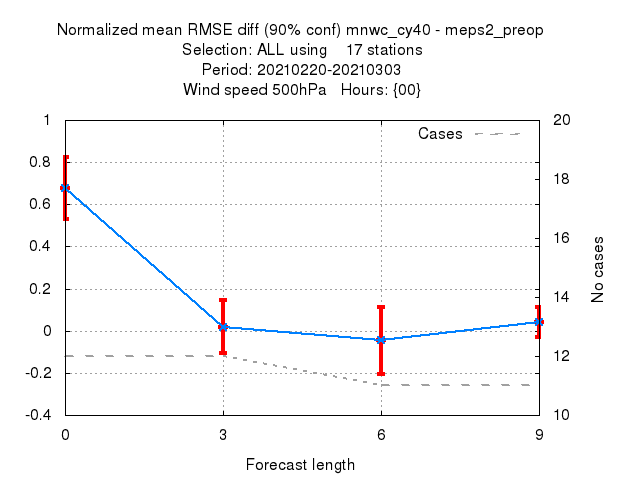 Normalized mean RMSE diff (90% conf) mnwc_cy40 - meps2_preop
Selection: ALL using 17 stations
Period: 20210220-20210303
Wind speed 500hPa Hours: {00}
Cases
1
0.8
0.6
0.4
0.2
0
-0.2
-0.4
20
18
16
14
12
10
No cases
0 3 6 9
Forecast length